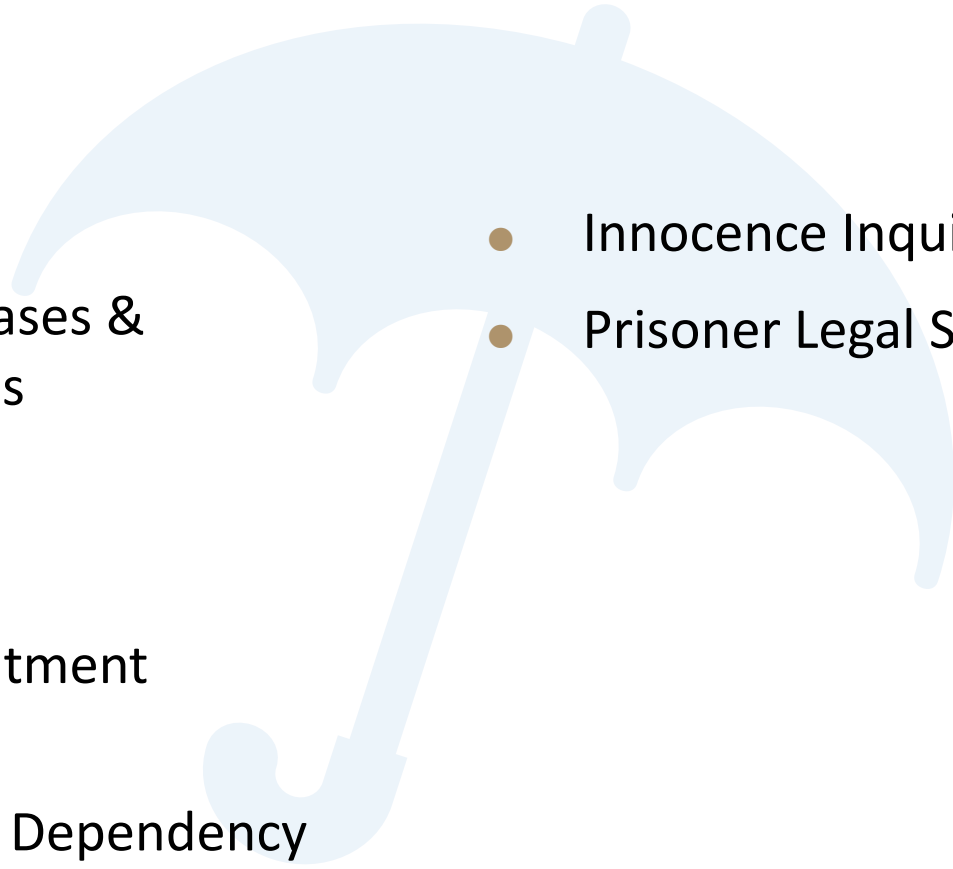 ases &
s
tment
Dependency
Innocence Inqui
Prisoner Legal S